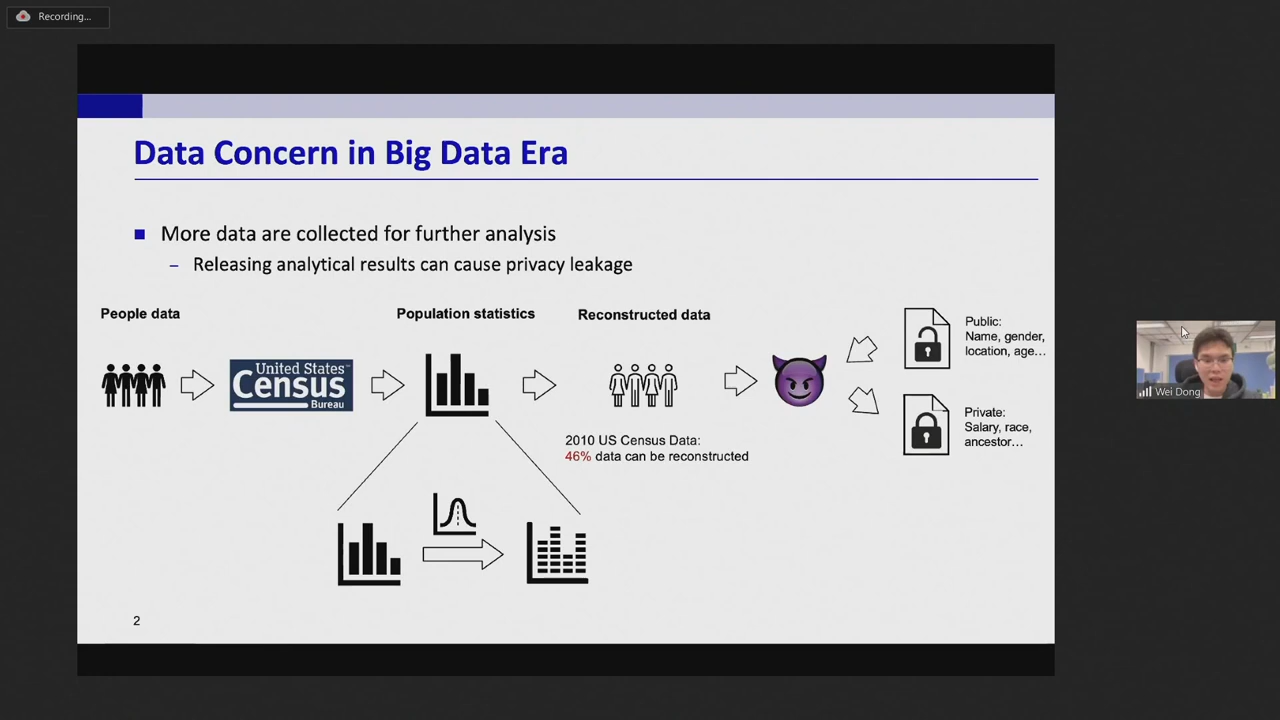 Recording...
Data Concern in Big Data Era
More data are collected for further analysis
– Releasing analytical results can cause privacy leakage
People data
Population statistics
Reconstructed data
United States™
Census
Bureau
Public:
Name, gender,
location, age...
Private:
Salary, race,
ancestor...
2010 US Census Data:
46% data can be reconstructed
Wei Dong
2